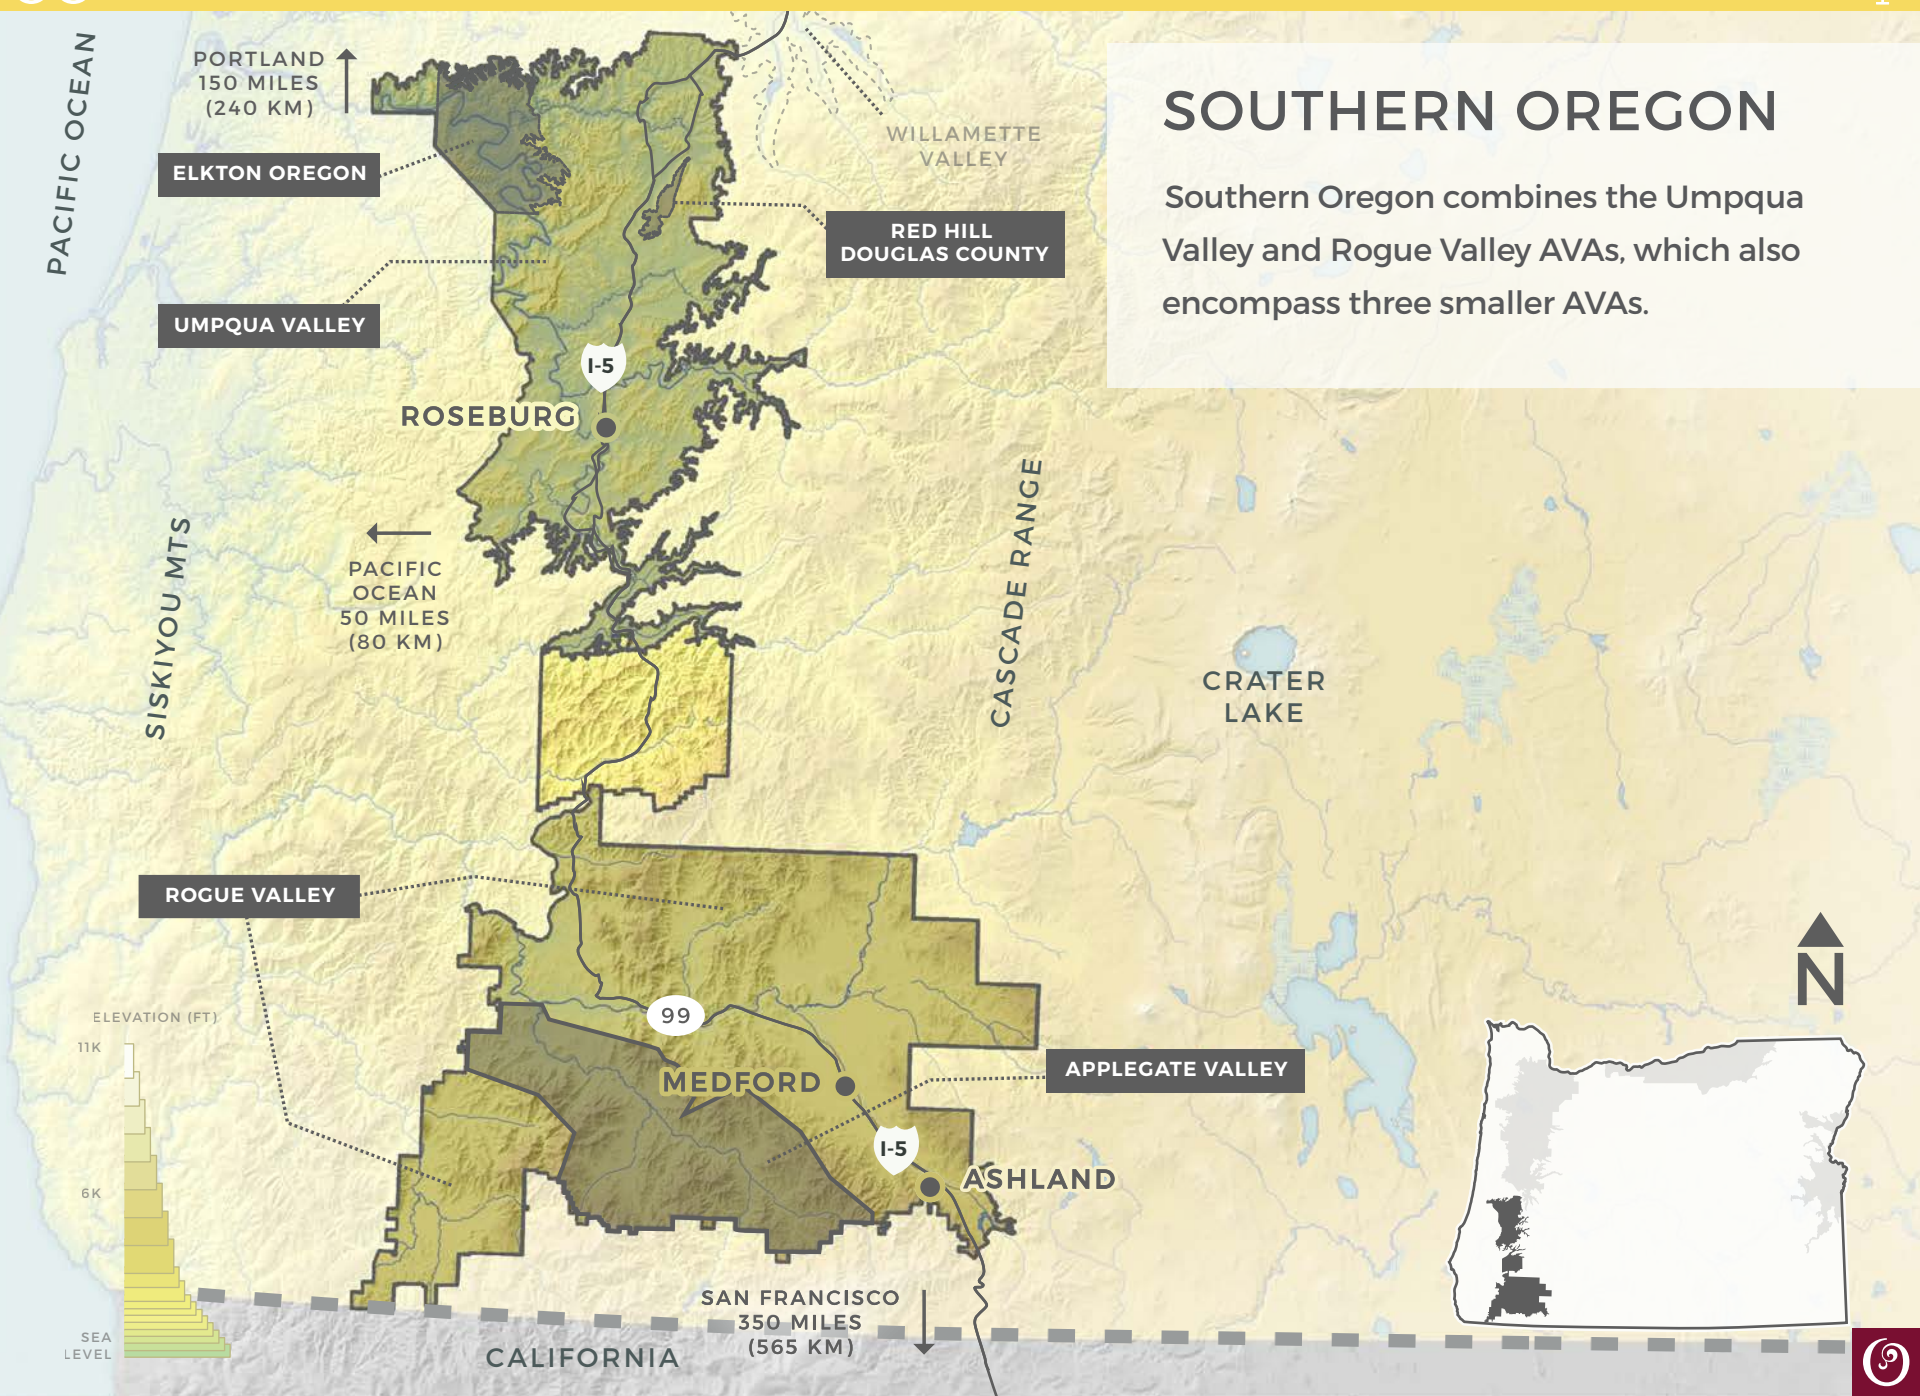 SOUTHERN OREGON
Southern Oregon combines the Umpqua
Valley and Rogue Valley AVAs, which also
encompass three smaller AVAs.
PACIFIC OCEAN
PORTLAND
150 MILES
(240 KM)
WILLAMETTE
VALLEY
ELKTON OREGON
RED HILL
DOUGLAS COUNTY
UMPQUA VALLEY
I-5
ROSEBURG
PACIFIC
OCEAN
50 MILES
(80 KM)
SISKIYOU MTS
CASCADE RANGE
CRATER
LAKE
ROGUE VALLEY
N
ELEVATION (FT)
11K
6K
SEA
LEVEL
99
MEDFORD
APPLEGATE VALLEY
I-5
ASHLAND
SAN FRANCISCO
350 MILES
(565 KM)
CALIFORNIA